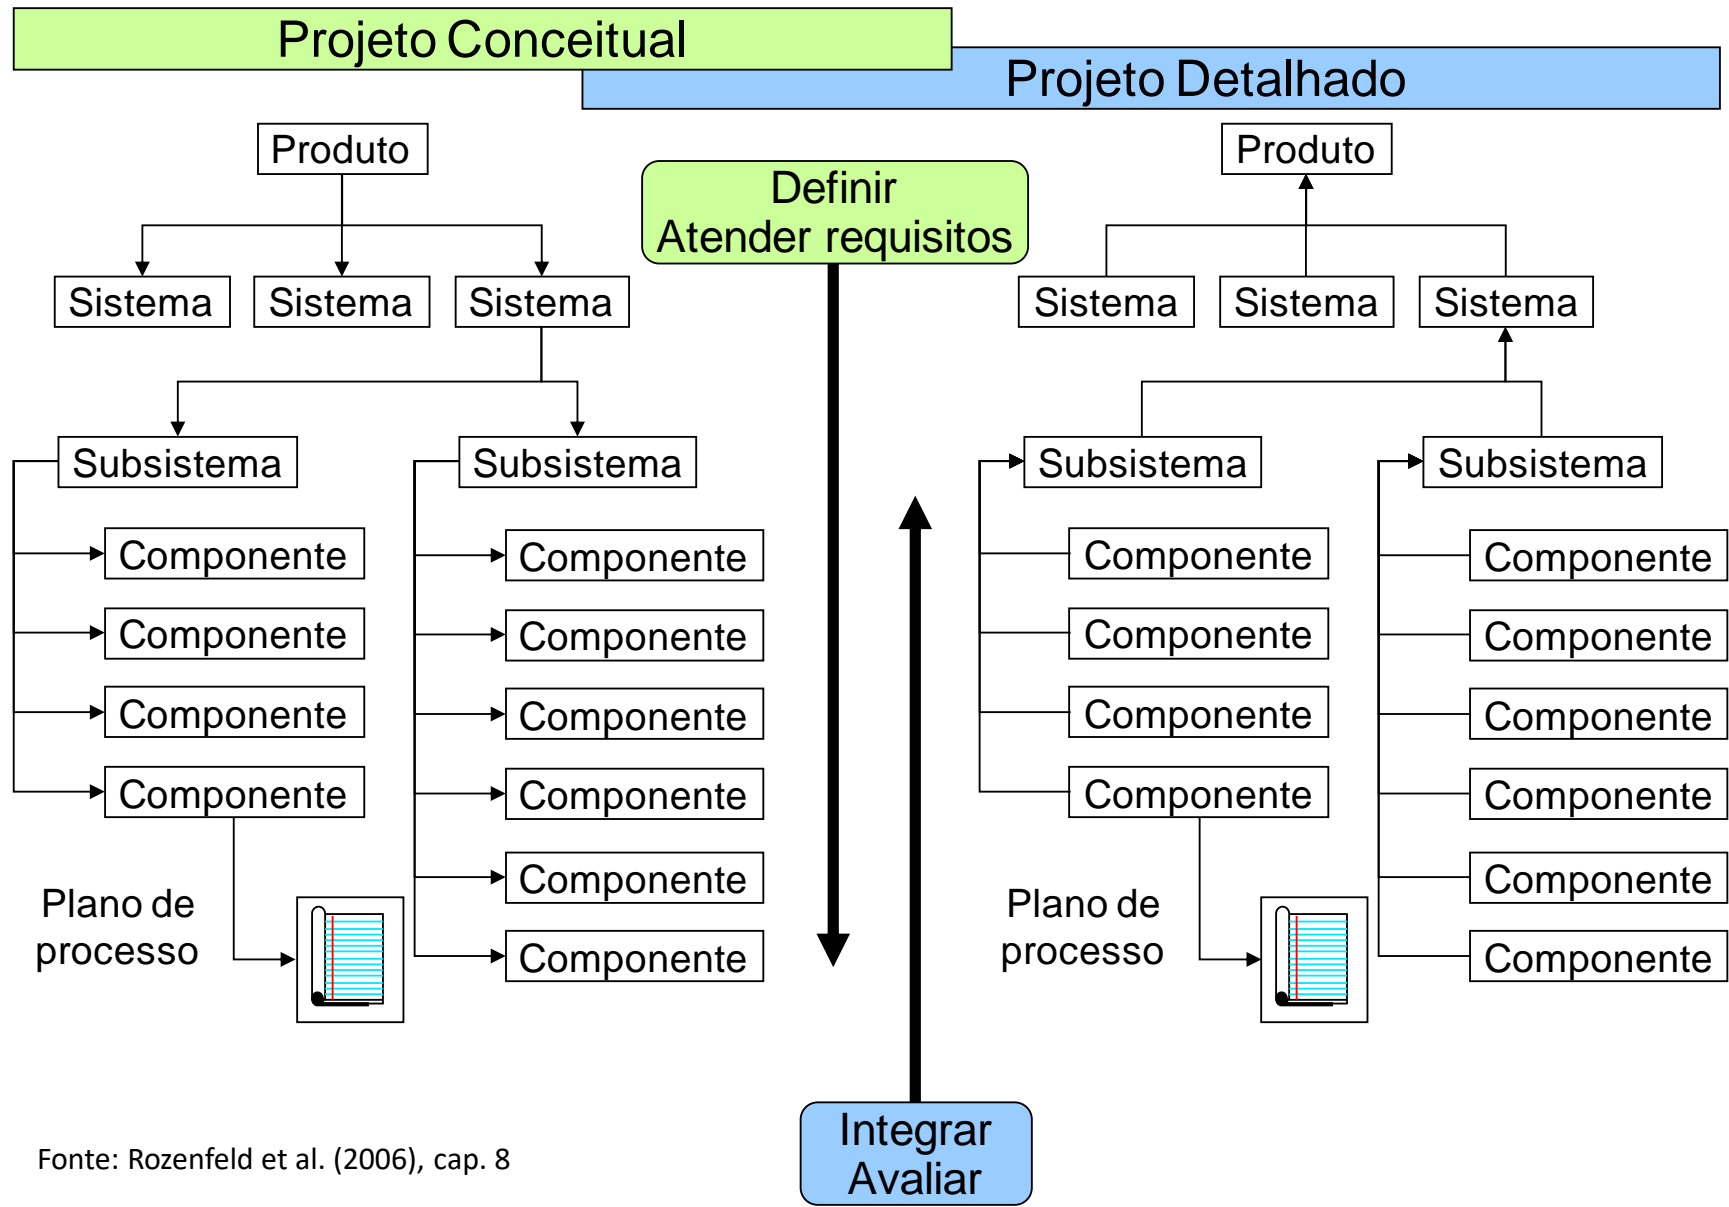 Projeto Conceitual
Projeto Detalhado
Produto
Sistema
Sistema
Sistema
Subsistema
Subsistema
Componente
Componente
Componente
Componente
Componente
Componente
Componente
Componente
Componente
Componente
Plano de
processo
Definir
Atender requisitos
Integrar
Avaliar
Produto
Sistema
Sistema
Sistema
Subsistema
Subsistema
Componente
Componente
Componente
Componente
Componente
Componente
Componente
Componente
Componente
Componente
Plano de
processo
Fonte: Rozenfeld et al. (2006), cap. 8